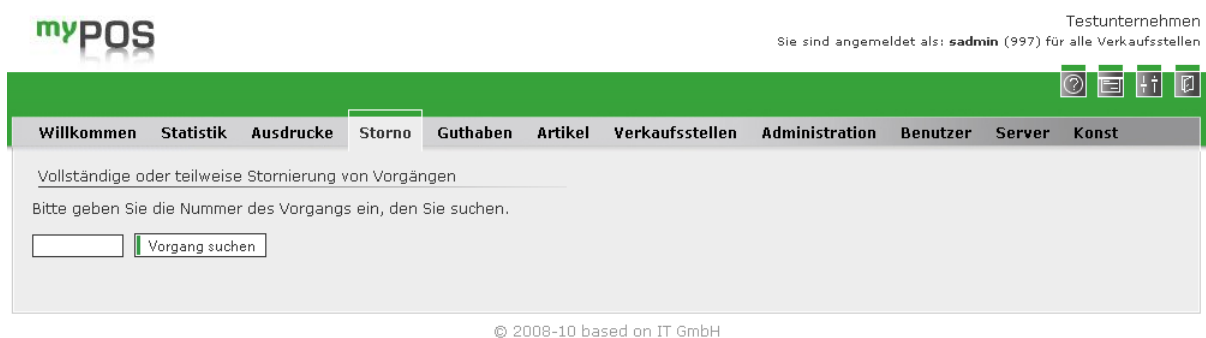 myPOS
Testunternehmen
Sie sind angemeldet als: sadmin (997) für alle Verkaufsstellen
Willkommen Statistik Ausdrucke Storno Guthaben Artikel Verkaufsstellen Administration Benutzer Server Konst
Vollständige oder teilweise Stornierung von Vorgängen
Bitte geben Sie die Nummer des Vorgangs ein, den Sie suchen.
Vorgang suchen
© 2008-10 based on IT GmbH